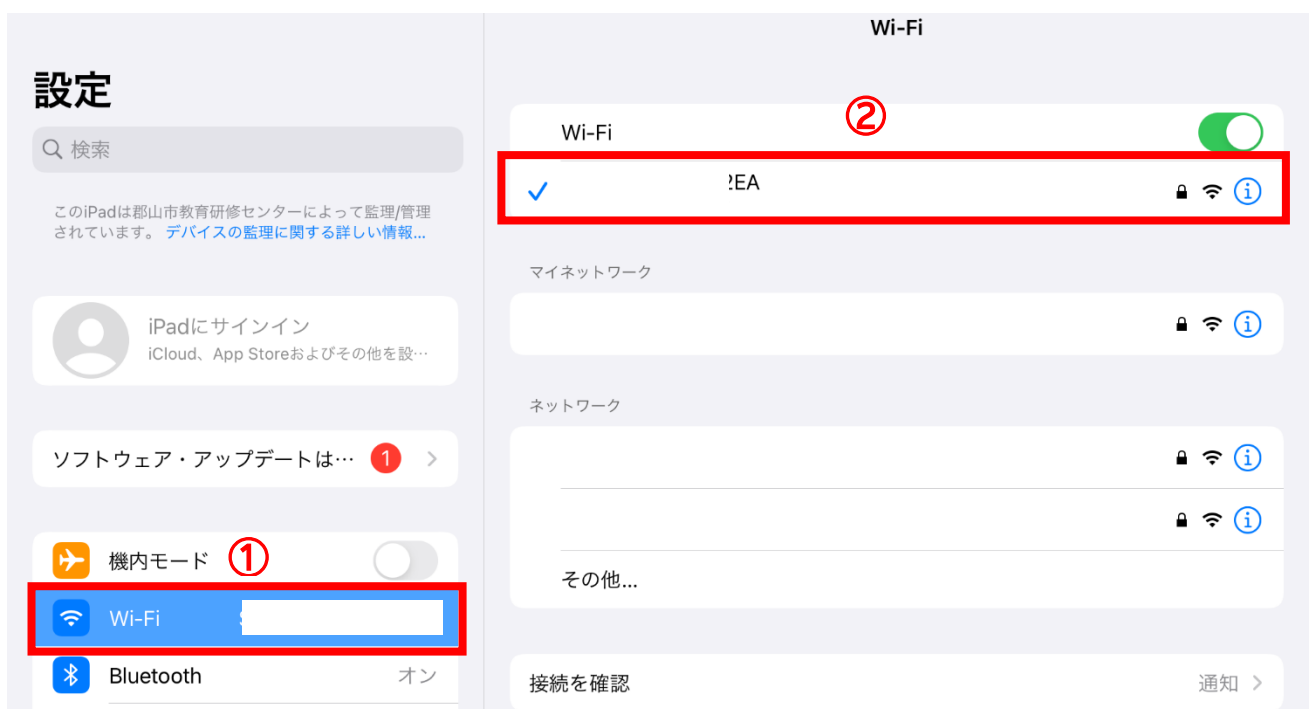 設定
検索
このiPadは郡山市教育研修センターによって監理/管理
されています。 デバイスの監理に関する詳しい情報...
iPadにサインイン
iCloud、App Storeおよびその他を設…
ソフトウェア・アップデートは… 1
機内モード ①
Wi-Fi
Bluetooth オン
Wi-Fi
②
Wi-Fi
EA
マイネットワーク
ネットワーク
その他...
接続を確認 通知